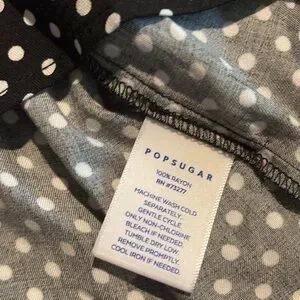 POPSUGAR
100% RAYON
RN #73277
MACHINE WASH COLD
SEPARATELY.
GENTLE CYCLE.
ONLY NON-CHLORINE
BLEACH IF NEEDED.
TUMBLE DRY LOW
REMOVE PROMPTLY.
COOL IRON IF NEEDED.